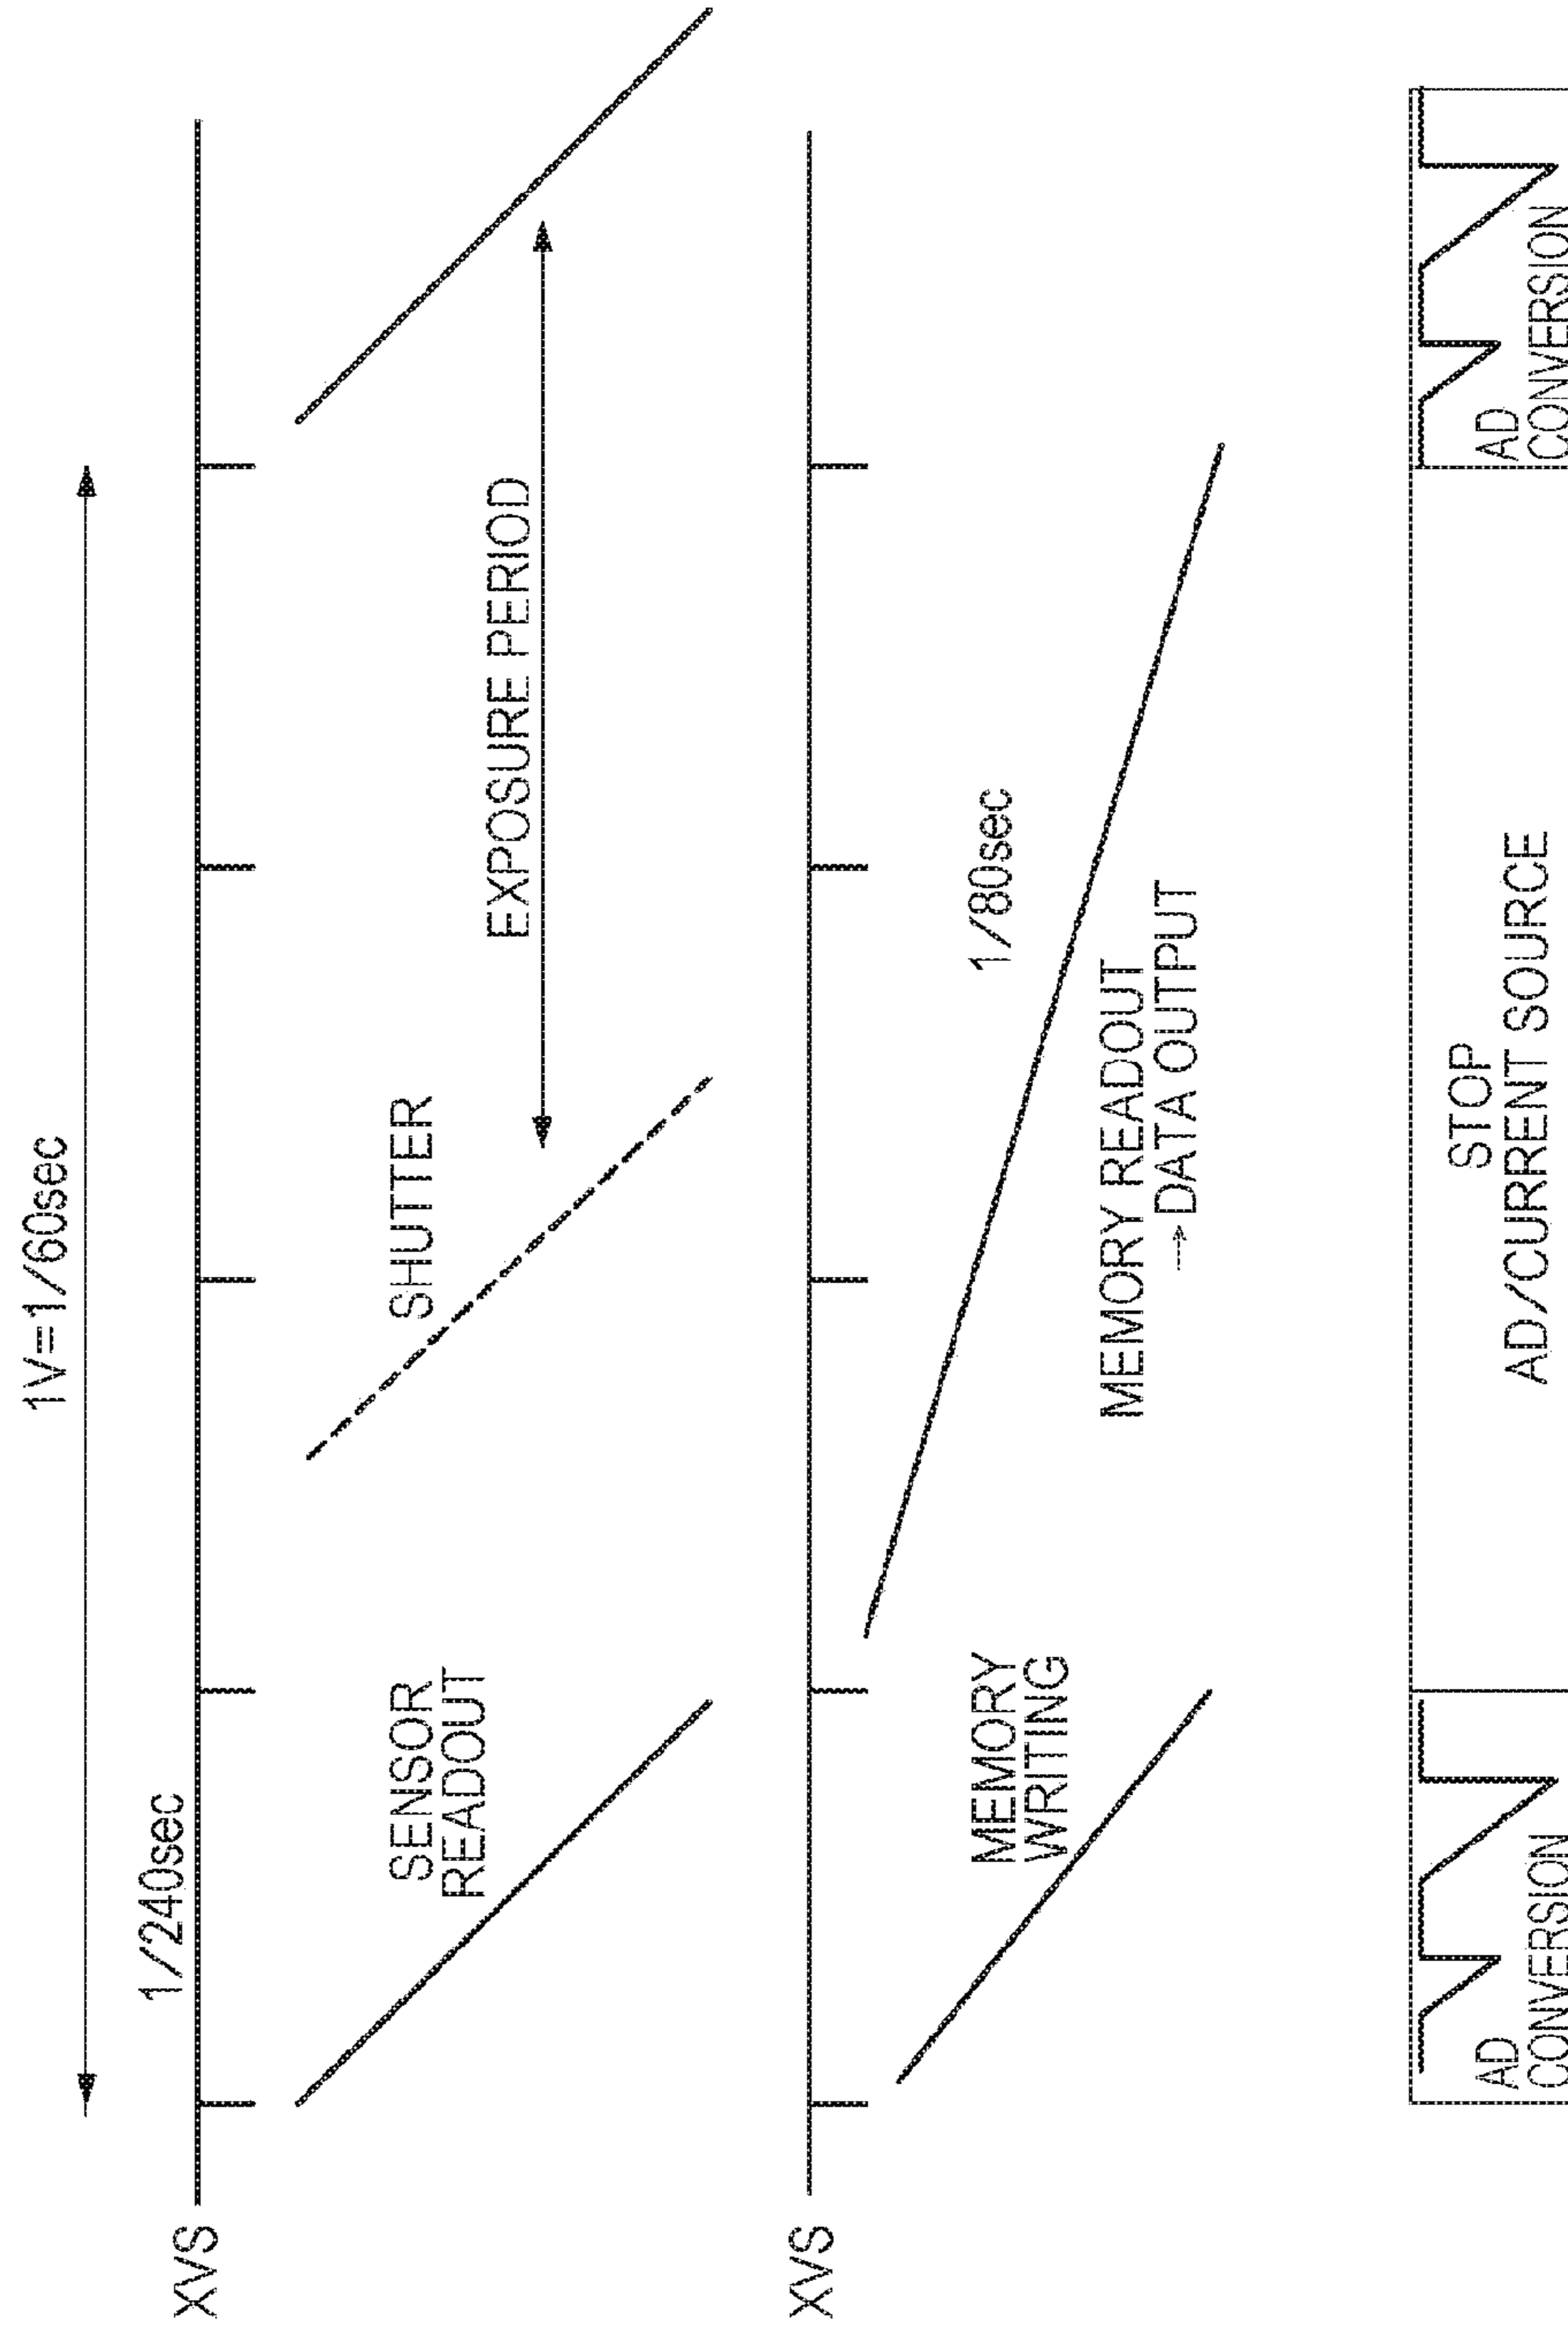 1V=1/60sec
1/240sec
XVS
SENSOR
READOUT
SHUTTER
EXPOSURE PERIOD
XVS
MEMORY
WRITING
1/80sec
MEMORY READOUT
→DATA OUTPUT
AD
CONVERSION
STOP
AD/CURRENT SOURCE
AD
CONVERSION